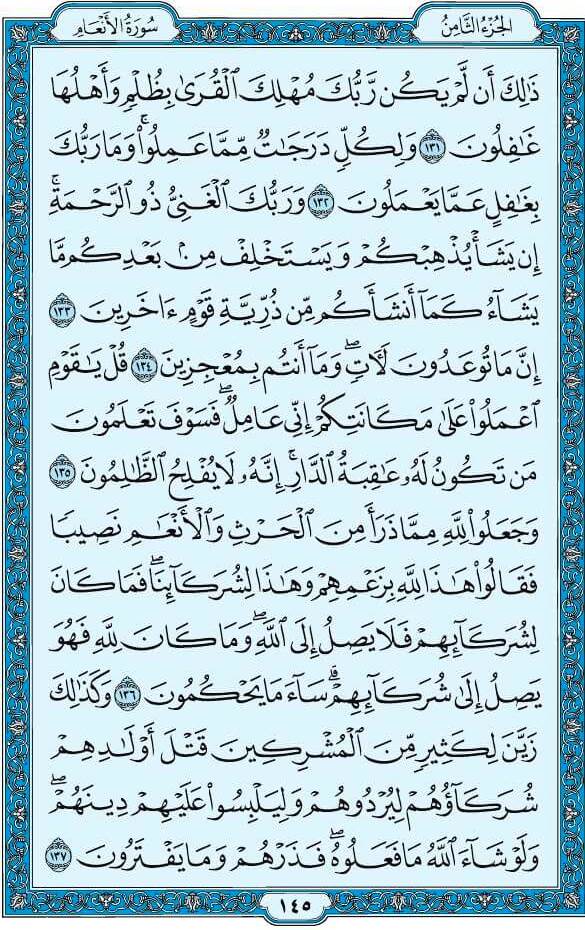 الجزء الثامن
سورة الأنعام
ذَٰلِكَ أَن لَّمْ يَكُن رَّبُّكَ مُهْلِكَ ٱلْقُرَىٰ بِظُلْمٍ وَأَهْلُهَا
غَٰفِلُونَ ١٣١ وَلِكُلٍّ دَرَجَٰتٌ مِّمَّا عَمِلُوا۟ ۚ وَمَا رَبُّكَ
بِغَٰفِلٍ عَمَّا يَعْمَلُونَ ١٣٢ وَرَبُّكَ ٱلْغَنِىُّ ذُو ٱلرَّحْمَةِ ۚ
إِن يَشَأْ يُذْهِبْكُمْ وَيَسْتَخْلِفْ مِنۢ بَعْدِكُم مَّا
يَشَآءُ كَمَآ أَنشَأَكُم مِّن ذُرِّيَّةِ قَوْمٍ ءَاخَرِينَ ١٣٣
إِنَّ مَا تُوعَدُونَ لَـَٔاتٍ ۖ وَمَآ أَنتُم بِمُعْجِزِينَ ١٣٤ قُلْ يَٰقَوْمِ
ٱعْمَلُوا۟ عَلَىٰ مَكَانَتِكُمْ إِنِّى عَامِلٌ ۖ فَسَوْفَ تَعْلَمُونَ
مَن تَكُونُ لَهُۥ عَٰقِبَةُ ٱلدَّارِ ۗ إِنَّهُۥ لَا يُفْلِحُ ٱلظَّٰلِمُونَ ١٣٥
وَجَعَلُوا۟ لِلَّهِ مِمَّا ذَرَأَ مِنَ ٱلْحَرْثِ وَٱلْأَنْعَٰمِ نَصِيبًا
فَقَالُوا۟ هَٰذَا لِلَّهِ بِزَعْمِهِمْ وَهَٰذَا لِشُرَكَآئِنَا ۖ فَمَا كَانَ
لِشُرَكَآئِهِمْ فَلَا يَصِلُ إِلَى ٱللَّهِ ۖ وَمَا كَانَ لِلَّهِ فَهُوَ
يَصِلُ إِلَىٰ شُرَكَآئِهِمْ ۗ سَآءَ مَا يَحْكُمُونَ ١٣٦ وَكَذَٰلِكَ
زَيَّنَ لِكَثِيرٍ مِّنَ ٱلْمُشْرِكِينَ قَتْلَ أَوْلَٰدِهِمْ
شُرَكَآؤُهُمْ لِيُرْدُوهُمْ وَلِيَلْبِسُوا۟ عَلَيْهِمْ دِينَهُمْ ۖ
وَلَوْ شَآءَ ٱللَّهُ مَا فَعَلُوهُ ۖ فَذَرْهُمْ وَمَا يَفْتَرُونَ ١٣٧
١٤٥